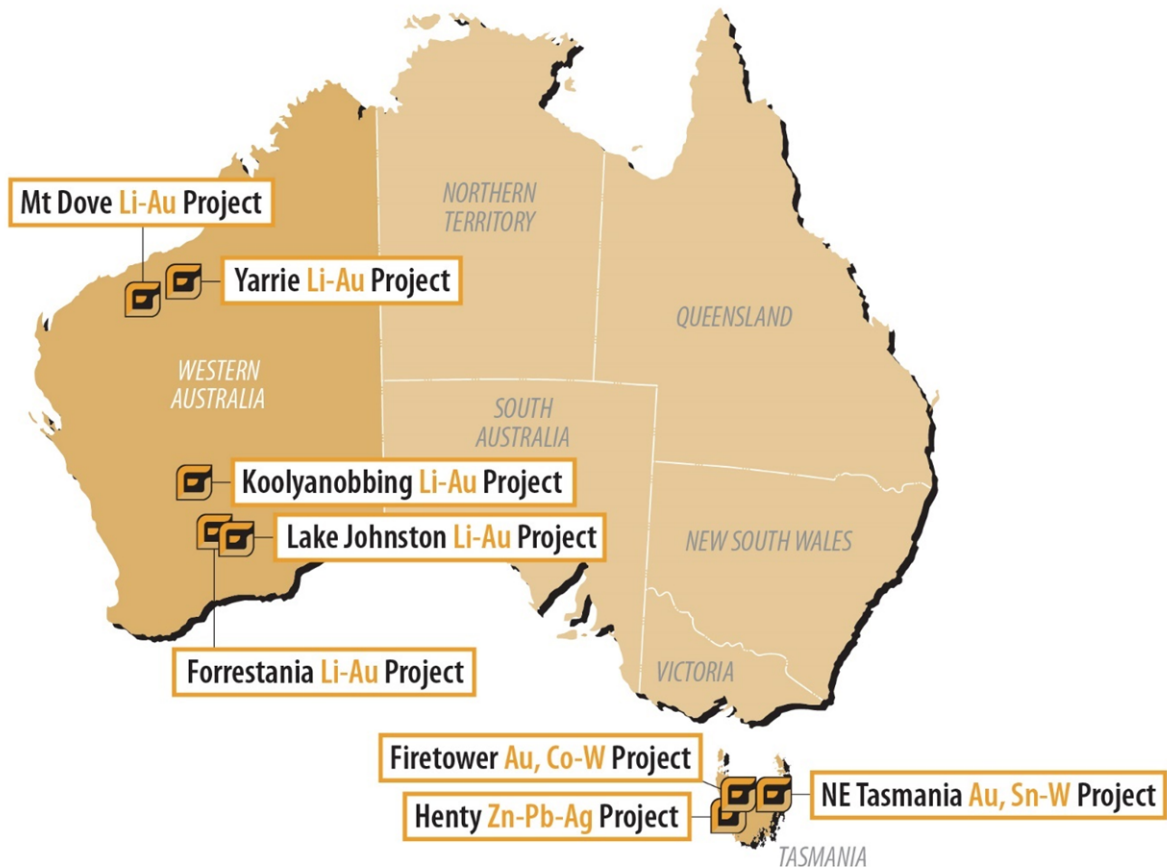 NORTHERN
TERRITORY
Mt Dove Li-Au Project
Yarrie Li-Au Project
QUEENSLAND
WESTERN
AUSTRALIA
SOUTH
AUSTRALIA
Koolyanobbing Li-Au Project
Lake Johnston Li-Au Project
NEW SOUTH WALES
Forrestania Li-Au Project
VICTORIA
Firetower Au, Co-W Project
NE Tasmania Au, Sn-W Project
Henty Zn-Pb-Ag Project
TASMANIA